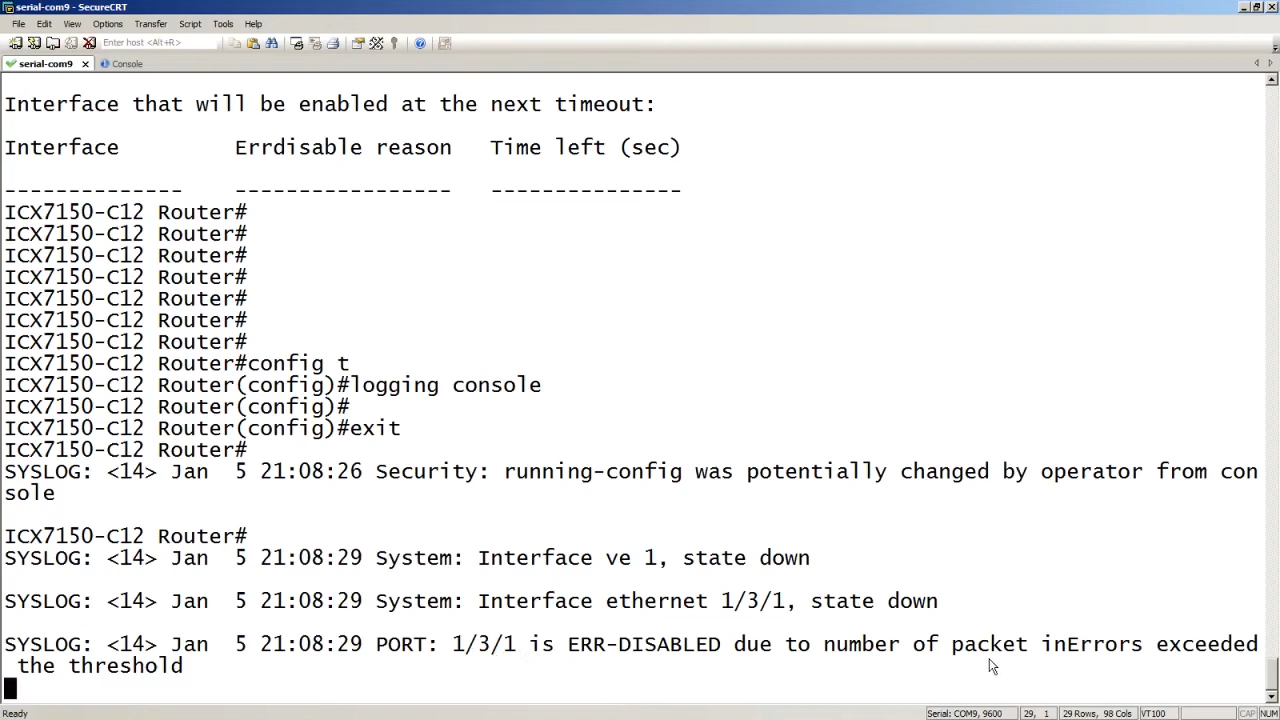 serial-com9 - SecureCRT
File Edit View Options Transfer Script Tools Help
Enter host <Alt+R>
serial-com9 Console
Interface that will be enabled at the next timeout:
Interface Errdisable reason Time left (sec)
-------------- ----------------- ---------------
ICX7150-C12 Router#
ICX7150-C12 Router#
ICX7150-C12 Router#
ICX7150-C12 Router#
ICX7150-C12 Router#
ICX7150-C12 Router#
ICX7150-C12 Router#
ICX7150-C12 Router#config t
ICX7150-C12 Router(config)#logging console
ICX7150-C12 Router(config)#
ICX7150-C12 Router(config)#exit
ICX7150-C12 Router#
SYSLOG: <14> Jan 5 21:08:26 Security: running-config was potentially changed by operator from con
sole
ICX7150-C12 Router#
SYSLOG: <14> Jan 5 21:08:29 System: Interface ve 1, state down
SYSLOG: <14> Jan 5 21:08:29 System: Interface ethernet 1/3/1, state down
SYSLOG: <14> Jan 5 21:08:29 PORT: 1/3/1 is ERR-DISABLED due to number of packet inErrors exceeded
the threshold
Ready Serial: COM9, 9600 29, 1 29 Rows, 98 Cols VT100 CAP NUM